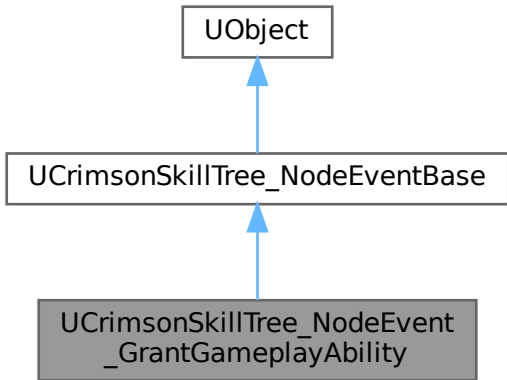 UObject
UCrimsonSkillTree_NodeEventBase
UCrimsonSkillTree_NodeEvent
_GrantGameplayAbility